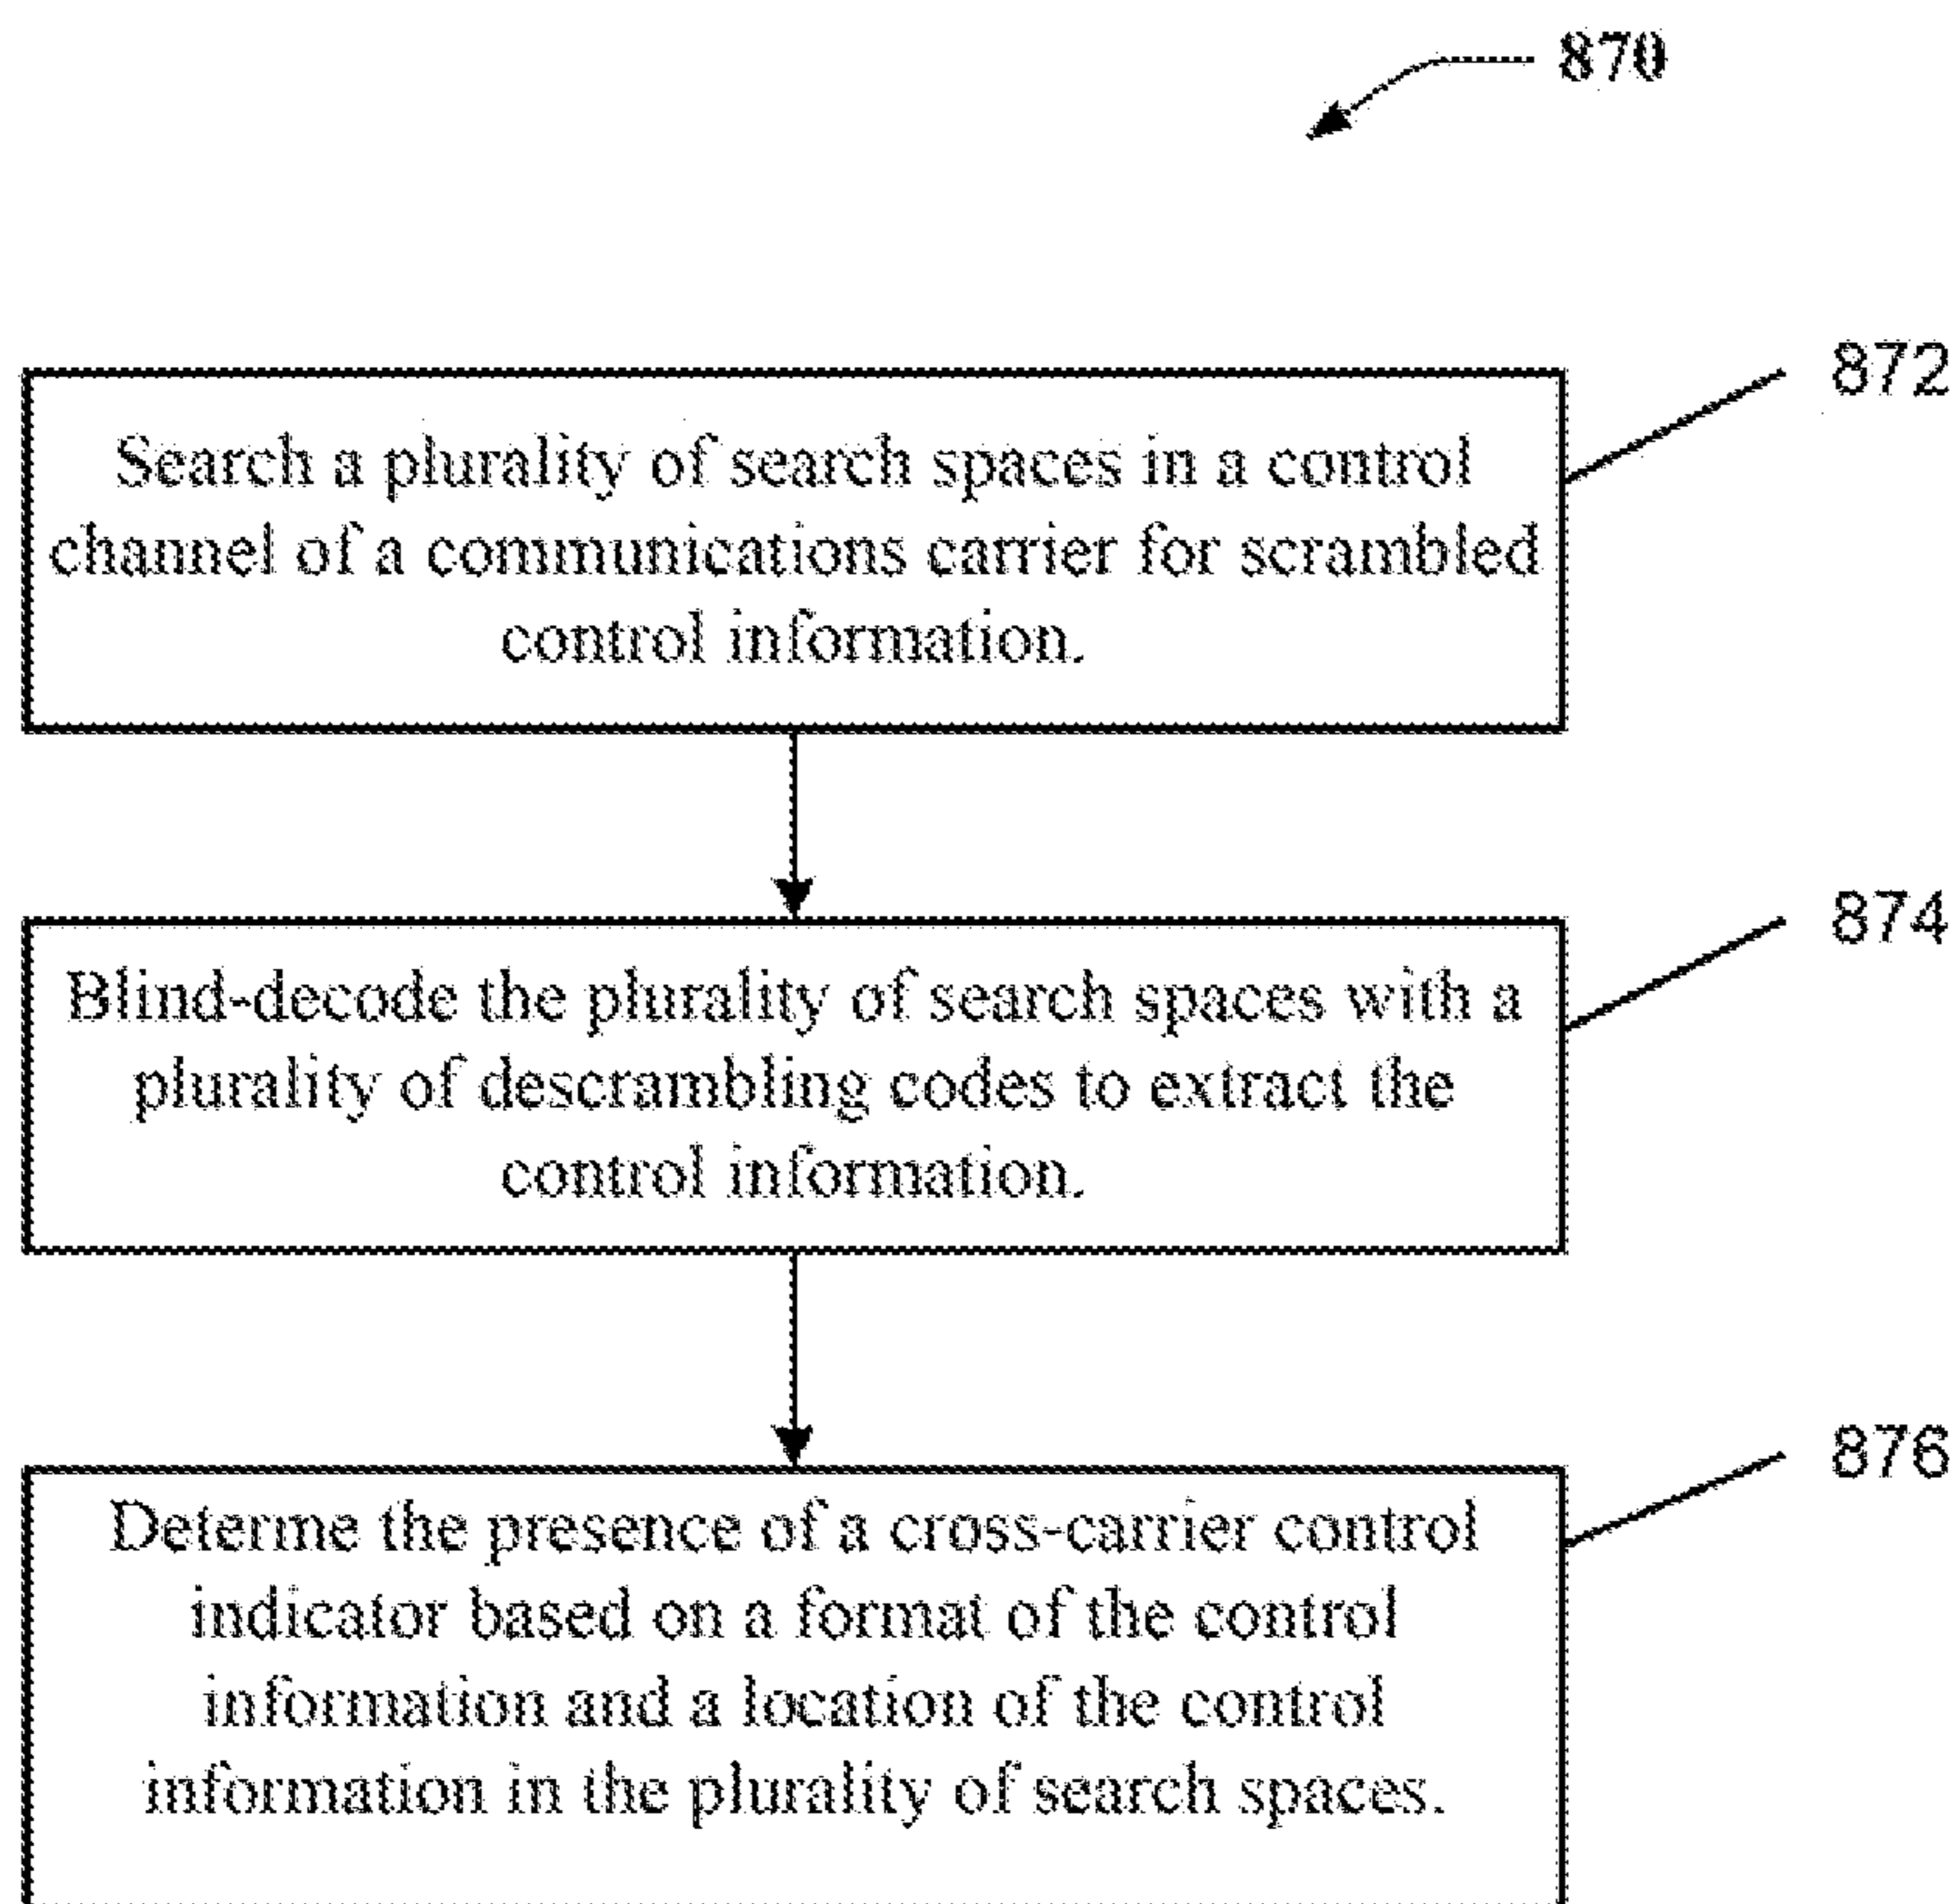 870
872
Search a plurality of search spaces in a control
channel of a communications carrier for scrambled
control information.
874
Blind-decode the plurality of search spaces with a
plurality of descrambling codes to extract the
control information.
876
Determe the presence of a cross-carrier control
indicator based on a format of the control
information and a location of the control
information in the plurality of search spaces.